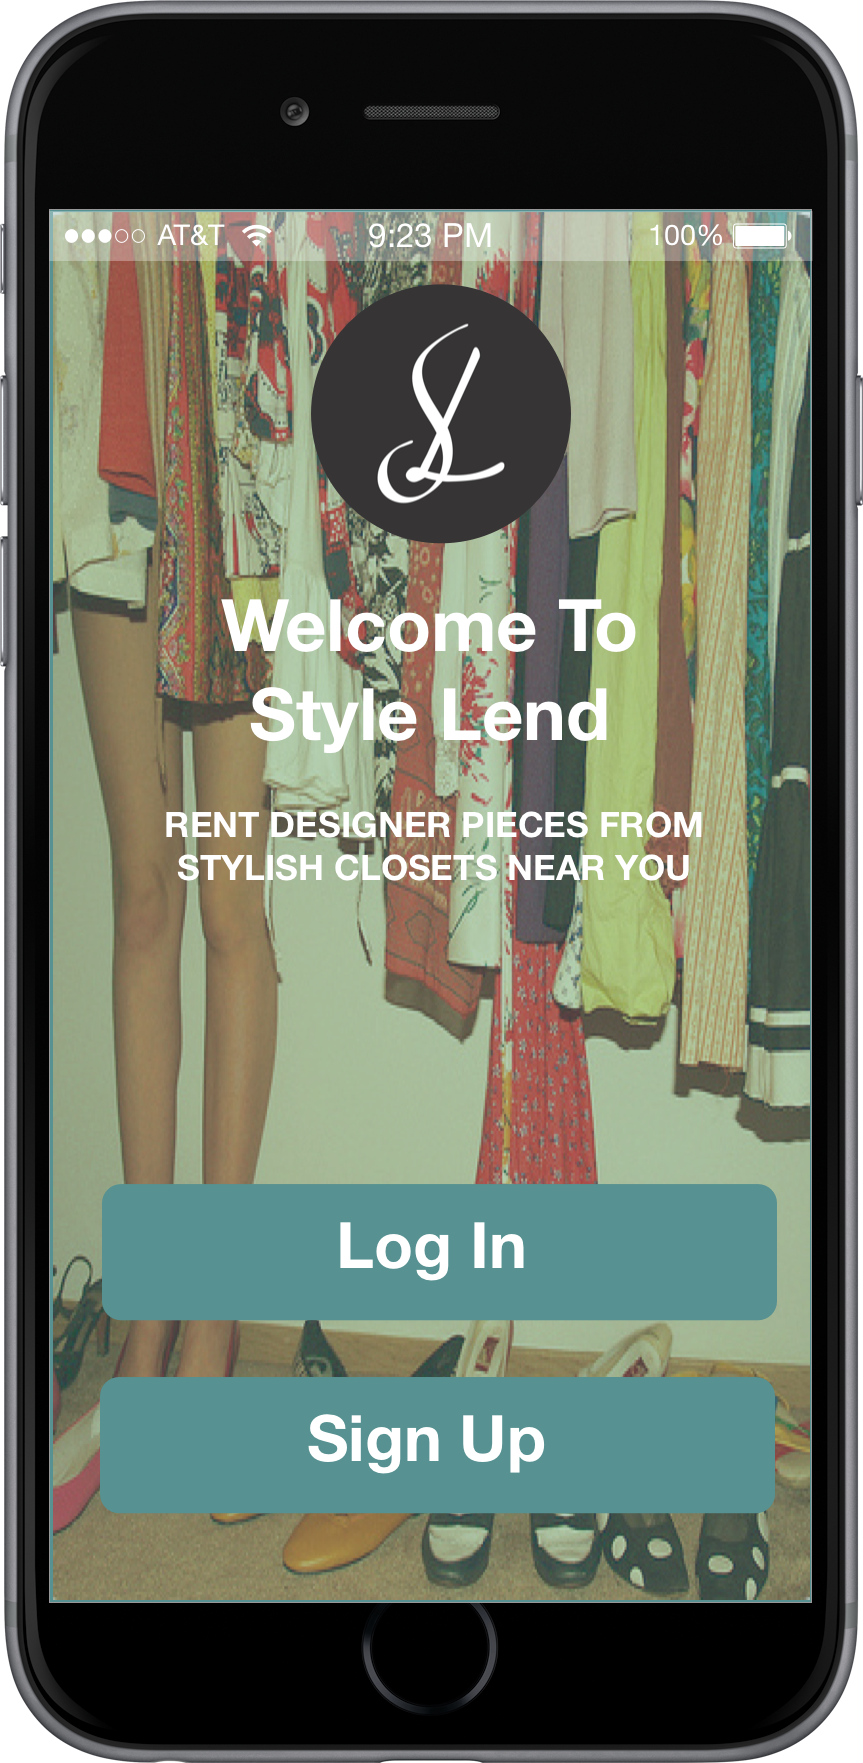 AT&T 9:23 PM 100%
SL
Welcome To
Style Lend
RENT DESIGNER PIECES FROM
STYLISH CLOSETS NEAR YOU
Log In
Sign Up